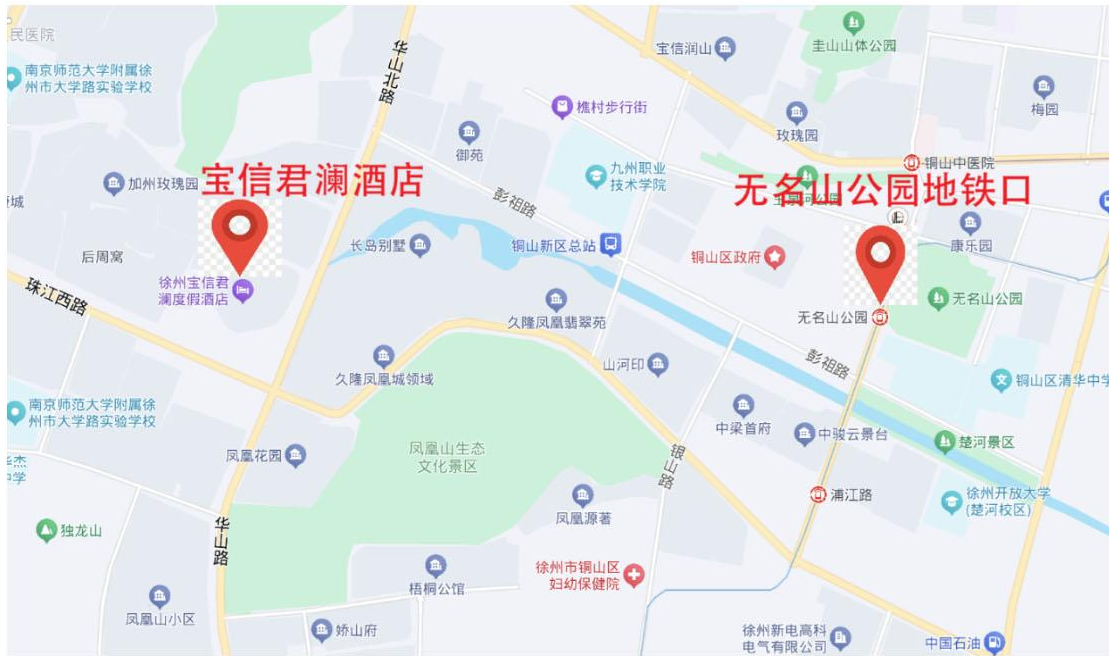 民医院
南京师范大学附属徐
州市大学路实验学校
华山北路
宝信润山
圭山山体公园
梅园
樵村步行街
玫瑰园
御苑
九州职业
技术学院
铜山中医院
加州玫瑰园
宝信君澜酒店
无名山公园地铁口
彭祖路
康城
后周窝
长岛别墅
铜山新区总站
铜山区政府
康乐园
徐州宝信君
澜度假酒店
珠江西路
久隆凤凰翡翠苑
无名山公园
无名山公园
久隆凤凰城领域
山河印
彭祖路
铜山区清华中学
南京师范大学附属徐
州市大学路实验学校
中梁首府
中骏云景台
楚河景区
凤凰花园
凤凰山生态
文化景区
银山路
华杰
中学
浦江路
徐州开放大学
(楚河校区)
独龙山
华山路
凤凰源著
徐州市铜山区
妇幼保健院
梧桐公馆
凤凰山小区
娇山府
徐州新电高科
电气有限公司
中国石油